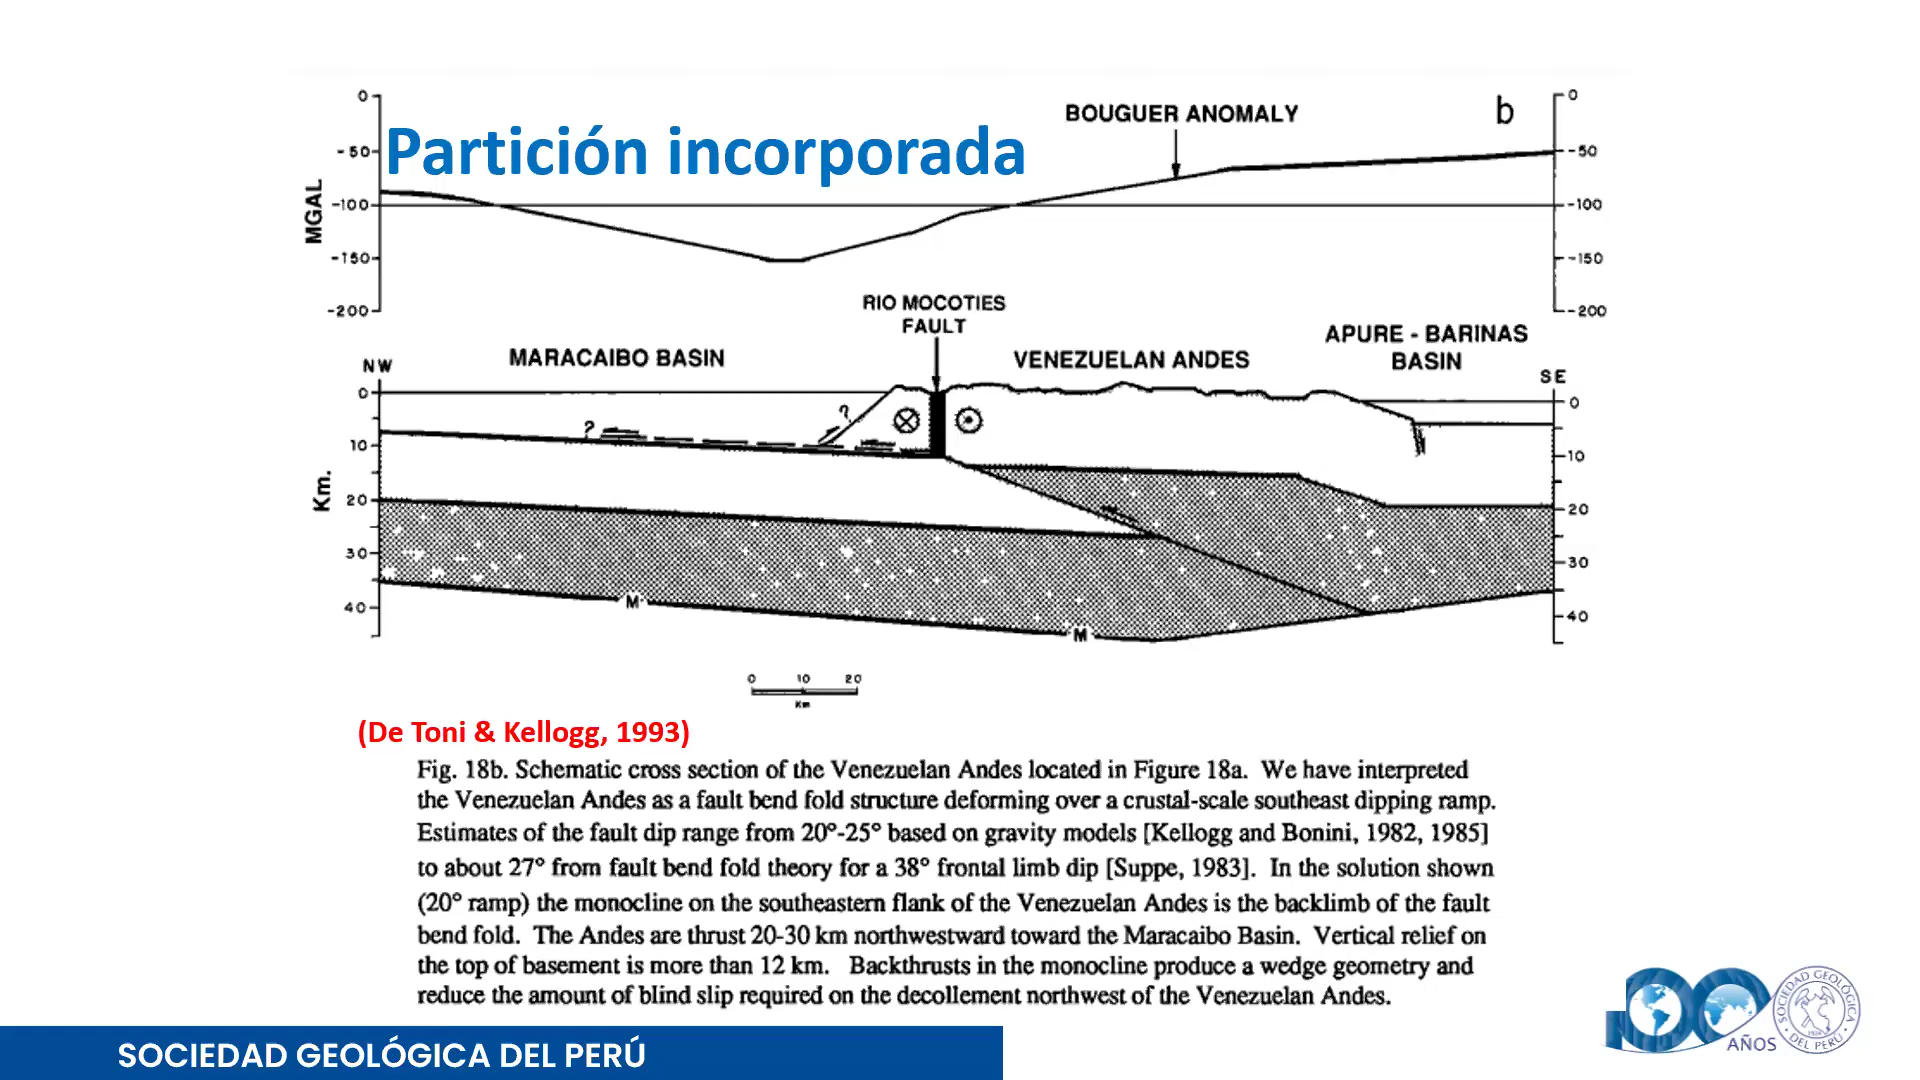 BOUGUER ANOMALY
b
Partición incorporada
0
-50
-100
-150
-200
MGAL
0
-50
-100
-150
-200
RIO MOCOTIES
FAULT
APURE - BARINAS
BASIN
MARACAIBO BASIN
VENEZUELAN ANDES
NW
SE
0
10
20
30
40
Km.
?
?
0
10
20
30
40
M
M
0 10 20
Km
(De Toni & Kellogg, 1993)
Fig. 18b. Schematic cross section of the Venezuelan Andes located in Figure 18a. We have interpreted
the Venezuelan Andes as a fault bend fold structure deforming over a crustal-scale southeast dipping ramp.
Estimates of the fault dip range from 20°-25° based on gravity models [Kellogg and Bonini, 1982, 1985]
to about 27° from fault bend fold theory for a 38° frontal limb dip [Suppe, 1983]. In the solution shown
(20° ramp) the monocline on the southeastern flank of the Venezuelan Andes is the backlimb of the fault
bend fold. The Andes are thrust 20-30 km northwestward toward the Maracaibo Basin. Vertical relief on
the top of basement is more than 12 km. Backthrusts in the monocline produce a wedge geometry and
reduce the amount of blind slip required on the decollement northwest of the Venezuelan Andes.
SOCIEDAD GEOLÓGICA DEL PERÚ
100
AÑOS
SOCIEDAD GEOLÓGICA
DEL PERÚ